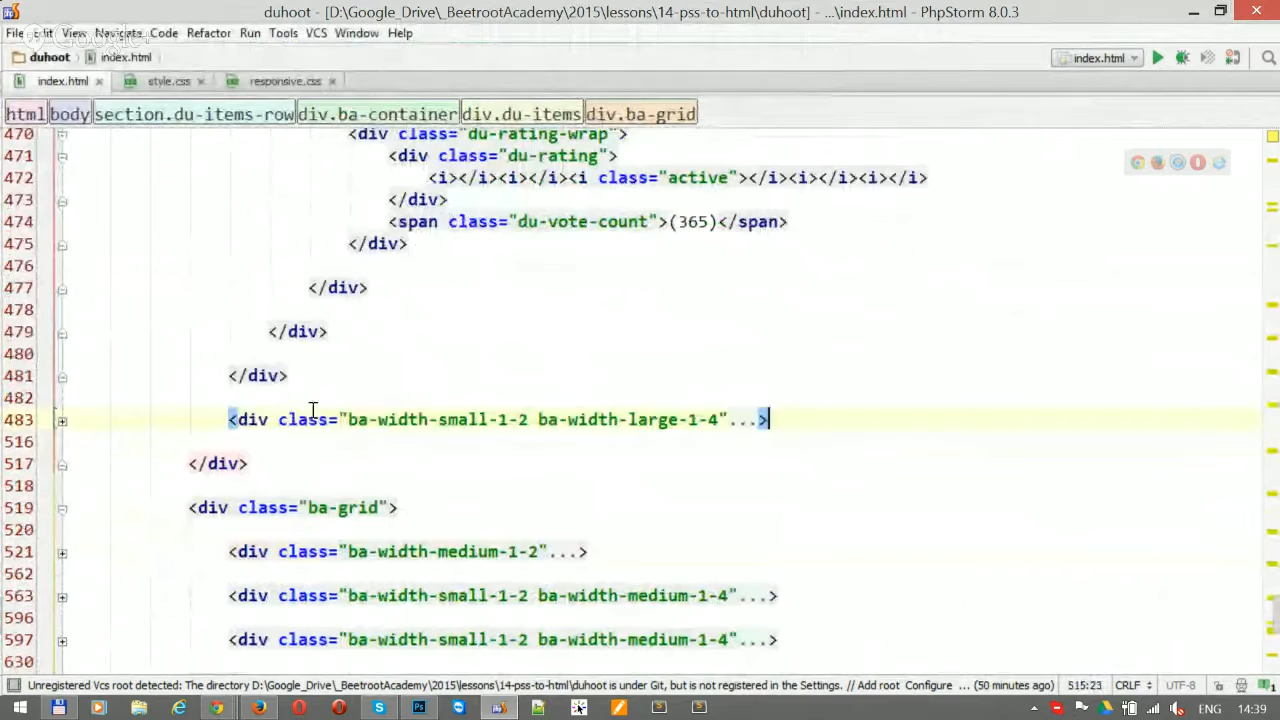 duhoot - [D:\Google_Drive\_BeetrootAcademy\2015\lessons\14-pss-to-html\duhoot] - ...\index.html - PhpStorm 8.0.3
File Edit View Navigate Code Refactor Run Tools VCS Window Help
Google+
duhoot index.html index.html
index.html style.css responsive.css
html body section.du-items-row div.ba-container div.du-items div.ba-grid
470 <div class="du-rating-wrap">
471 <div class="du-rating">
472 <i></i><i></i><i class="active"></i><i></i><i></i>
473 </div>
474 <span class="du-vote-count">(365)</span>
475 </div>
476
477 </div>
478
479 </div>
480
481 </div>
482
483 <div class="ba-width-small-1-2 ba-width-large-1-4"...>
516
517 </div>
518
519 <div class="ba-grid">
520
521 <div class="ba-width-medium-1-2"...>
562
563 <div class="ba-width-small-1-2 ba-width-medium-1-4"...>
596
597 <div class="ba-width-small-1-2 ba-width-medium-1-4"...>
630
Unregistered Vcs root detected: The directory D:\Google_Drive\_BeetrootAcademy\2015\lessons\14-pss-to-html\duhoot is under Git, but is not registered in the Settings. // Add root Configure ... (50 minutes ago) 515:23 CRLF UTF-8
ENG 14:39